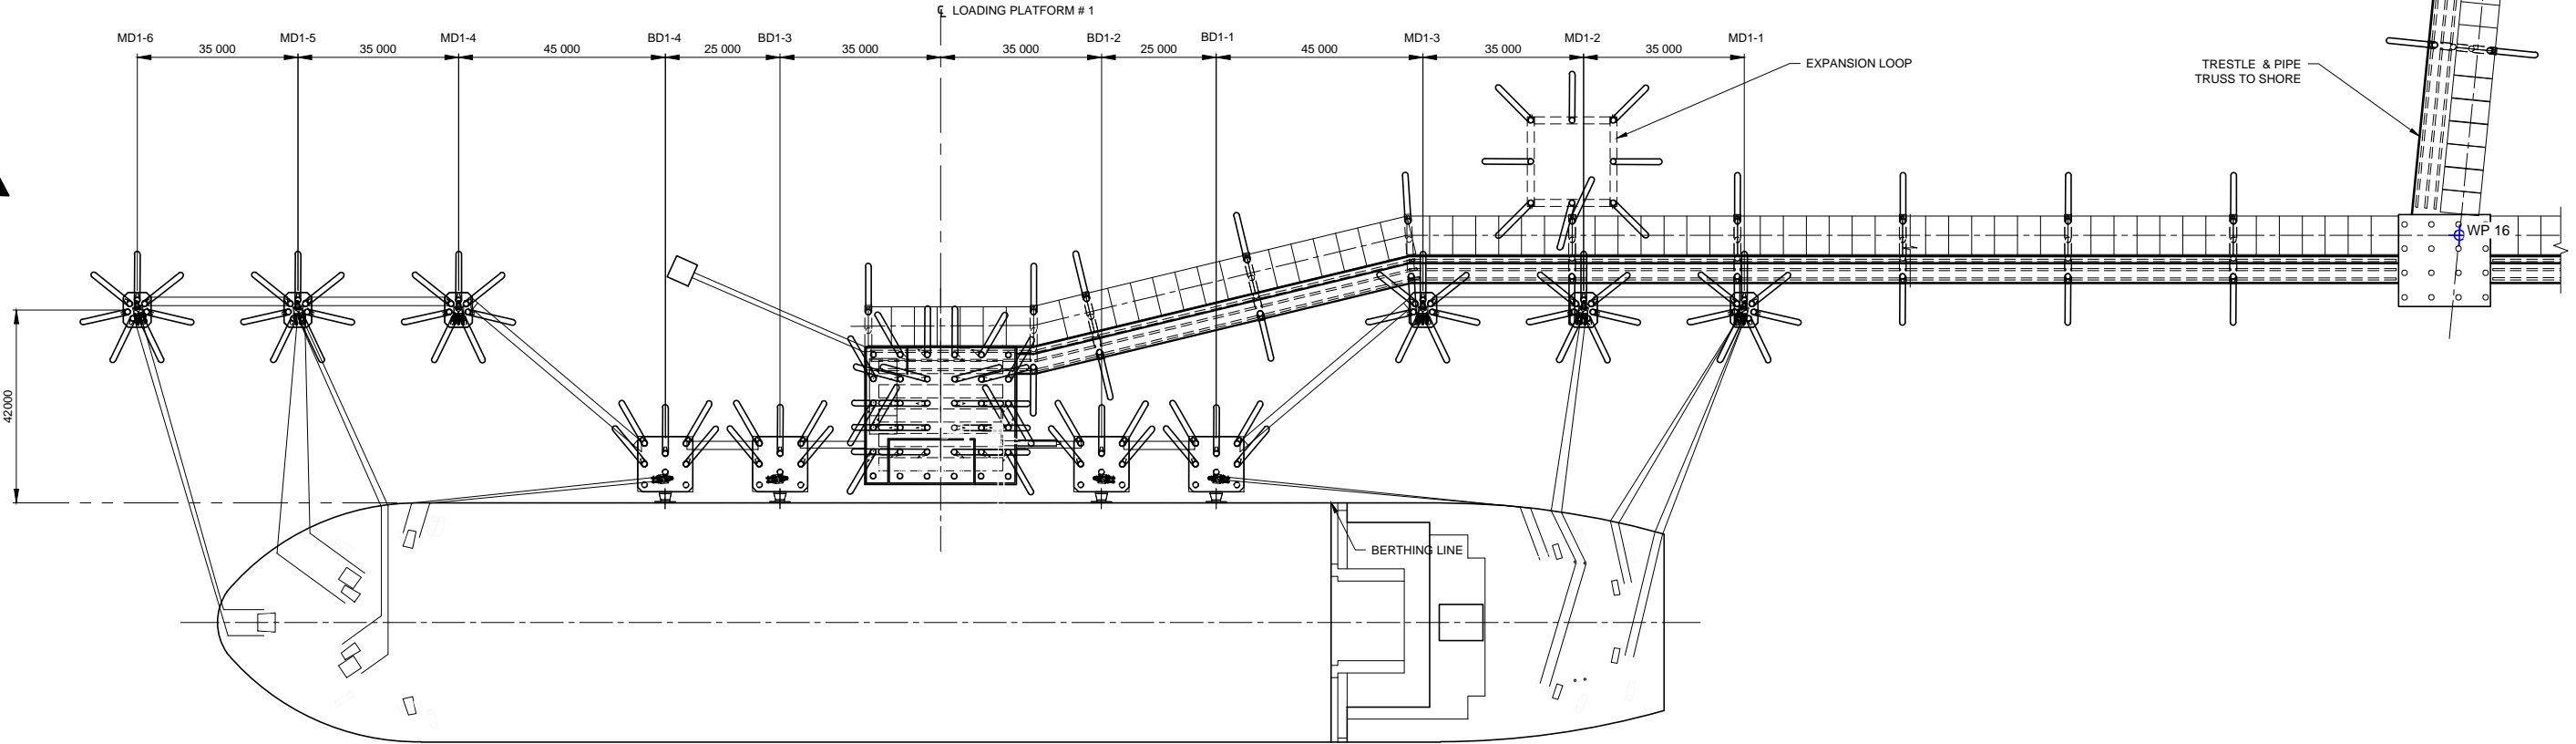 ℄ LOADING PLATFORM # 1
MD1-6 MD1-5 MD1-4 BD1-4 BD1-3 BD1-2 BD1-1 MD1-3 MD1-2 MD1-1
35 000 35 000 45 000 25 000 35 000 35 000 25 000 45 000 35 000 35 000
EXPANSION LOOP
TRESTLE & PIPE
TRUSS TO SHORE
WP 16
42000
BERTHING LINE